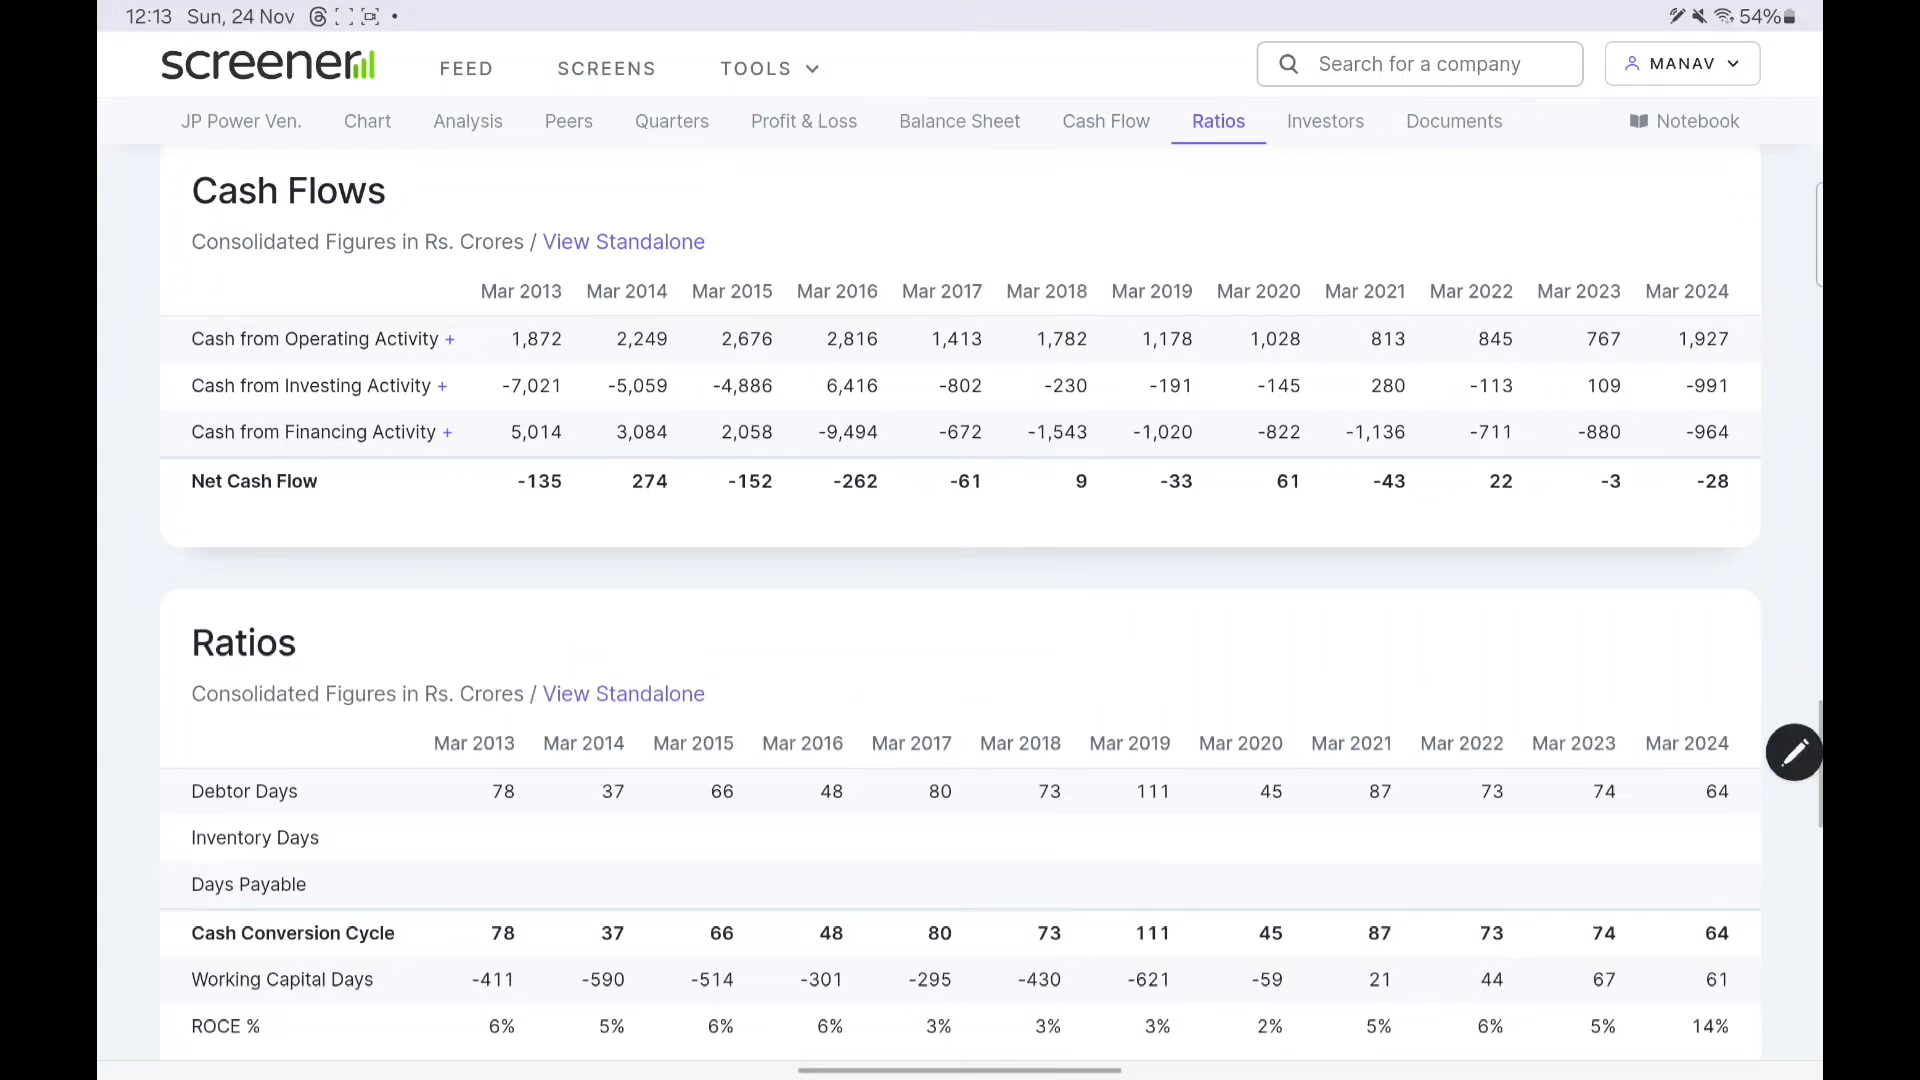 12:13 Sun, 24 Nov 54%
screener FEED SCREENS TOOLS Search for a company MANAV
JP Power Ven. Chart Analysis Peers Quarters Profit & Loss Balance Sheet Cash Flow Ratios Investors Documents Notebook
Cash Flows
Consolidated Figures in Rs. Crores / View Standalone
Mar 2013 Mar 2014 Mar 2015 Mar 2016 Mar 2017 Mar 2018 Mar 2019 Mar 2020 Mar 2021 Mar 2022 Mar 2023 Mar 2024
Cash from Operating Activity + 1,872 2,249 2,676 2,816 1,413 1,782 1,178 1,028 813 845 767 1,927
Cash from Investing Activity + -7,021 -5,059 -4,886 6,416 -802 -230 -191 -145 280 -113 109 -991
Cash from Financing Activity + 5,014 3,084 2,058 -9,494 -672 -1,543 -1,020 -822 -1,136 -711 -880 -964
Net Cash Flow -135 274 -152 -262 -61 9 -33 61 -43 22 -3 -28
Ratios
Consolidated Figures in Rs. Crores / View Standalone
Mar 2013 Mar 2014 Mar 2015 Mar 2016 Mar 2017 Mar 2018 Mar 2019 Mar 2020 Mar 2021 Mar 2022 Mar 2023 Mar 2024
Debtor Days 78 37 66 48 80 73 111 45 87 73 74 64
Inventory Days
Days Payable
Cash Conversion Cycle 78 37 66 48 80 73 111 45 87 73 74 64
Working Capital Days -411 -590 -514 -301 -295 -430 -621 -59 21 44 67 61
ROCE % 6% 5% 6% 6% 3% 3% 3% 2% 5% 6% 5% 14%